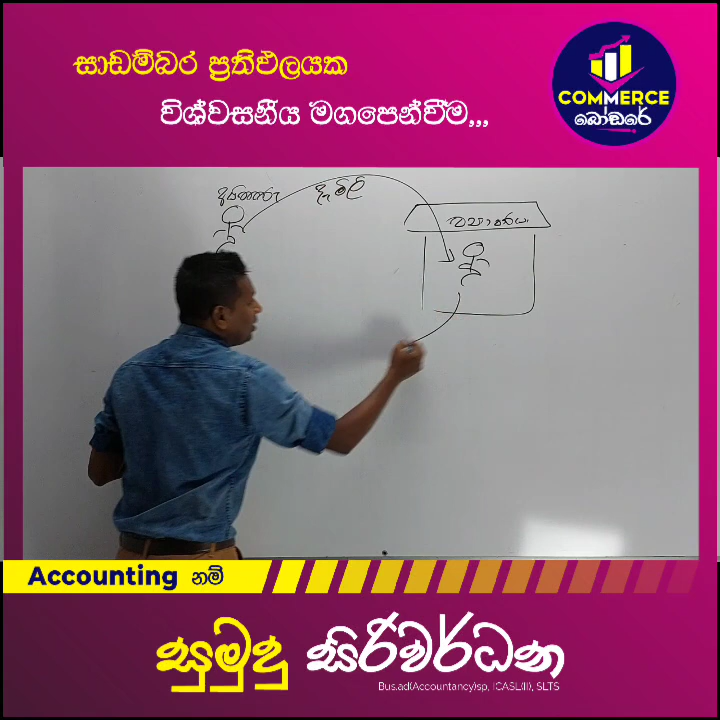 සාඩම්බර ප්‍රතිඵලයක
විශ්වසනීය මගපෙන්වීම,,,
COMMERCE
බෝඩරේ
Accounting නම්
සුමුදු සිරිවර්ධන
Bus.ad(Accountancy)sp, ICASL(II), SLTS